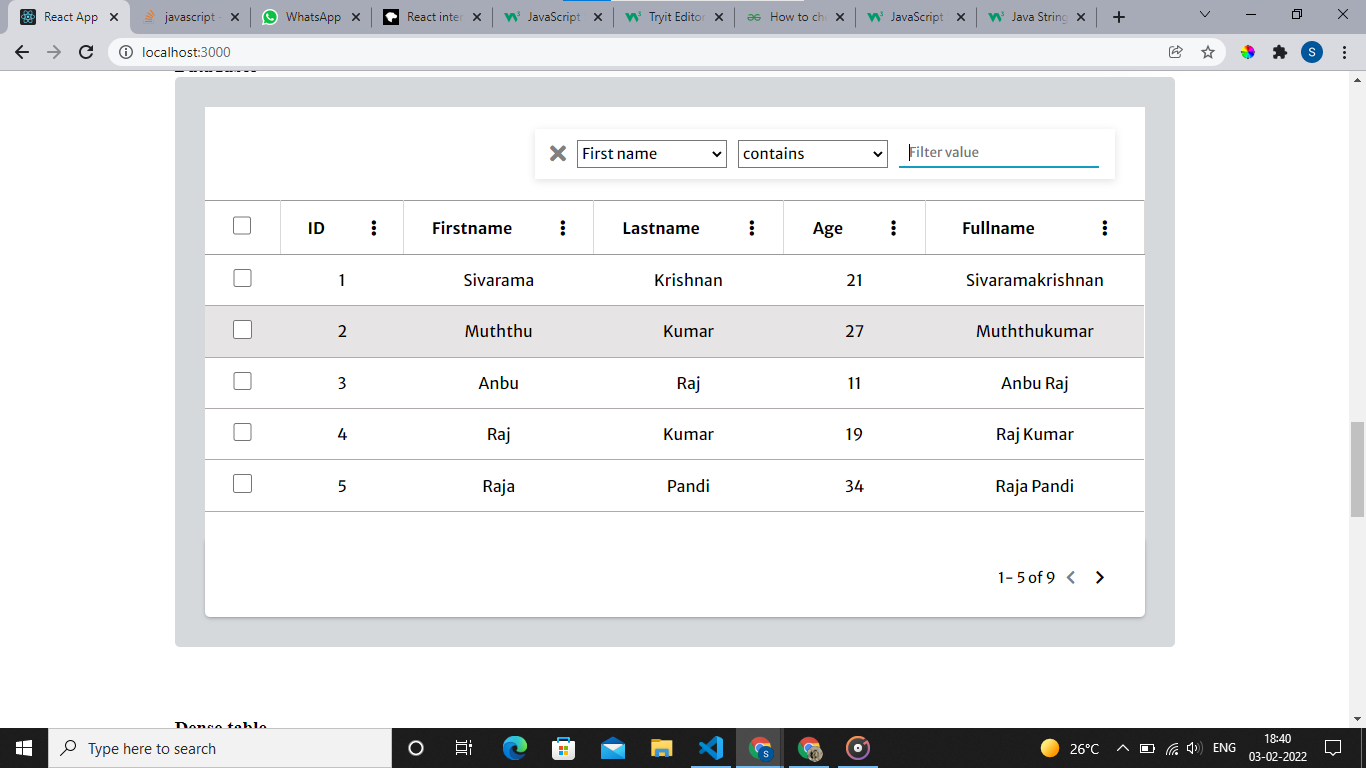 React App
javascript
WhatsApp
React inter
JavaScript
Tryit Editor
How to ch
JavaScript
Java String
localhost:3000
S
First name
contains
Filter value
ID Firstname Lastname Age Fullname
1 Sivarama Krishnan 21 Sivaramakrishnan
2 Muththu Kumar 27 Muththukumar
3 Anbu Raj 11 Anbu Raj
4 Raj Kumar 19 Raj Kumar
5 Raja Pandi 34 Raja Pandi
1- 5 of 9
Dense table
Type here to search
26°C
ENG
18:40
03-02-2022